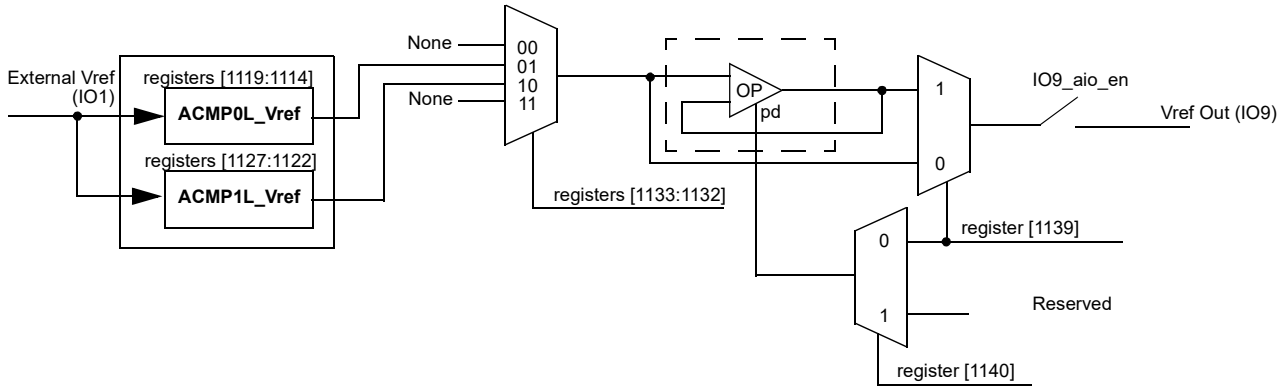 External Vref
(IO1)
registers [1119:1114]
ACMP0L_Vref
registers [1127:1122]
ACMP1L_Vref
None
None
00
01
10
11
registers [1133:1132]
OP
pd
1
0
IO9_aio_en
Vref Out (IO9)
register [1139]
0
1
Reserved
register [1140]